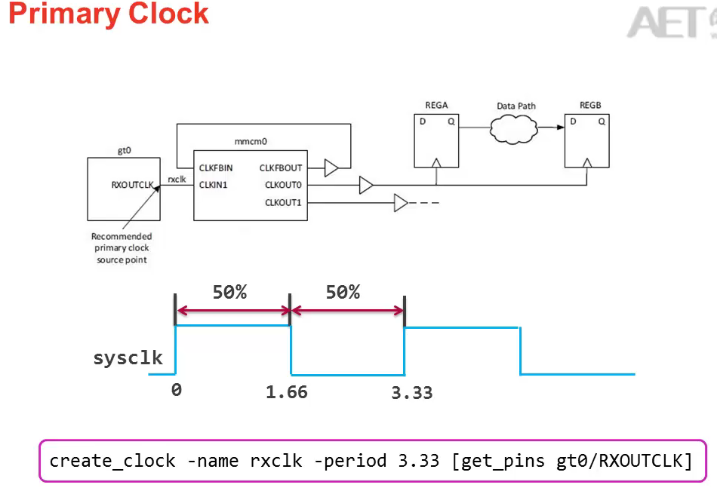 Primary Clock
AET
REGA
Data Path
REGB
D
Q
D
Q
gt0
mmcm0
CLKFBIN
CLKFBOUT
RXOUTCLK
rxclk
CLKIN1
CLKOUT0
CLKOUT1
Recommended
primary clock
source point
50%
50%
sysclk
0
1.66
3.33
create_clock -name rxclk -period 3.33 [get_pins gt0/RXOUTCLK]